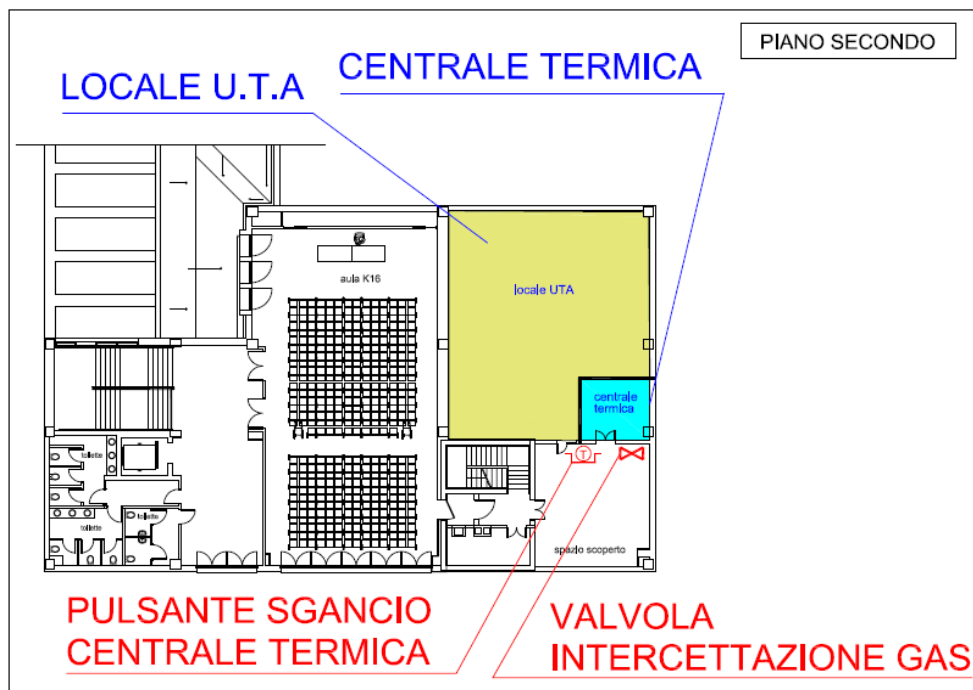 PIANO SECONDO
CENTRALE TERMICA
LOCALE U.T.A
aula K16
locale UTA
centrale
termica
T
toilette
toilette
toilette
spazio scoperto
PULSANTE SGANCIO
CENTRALE TERMICA
VALVOLA
INTERCETTAZIONE GAS